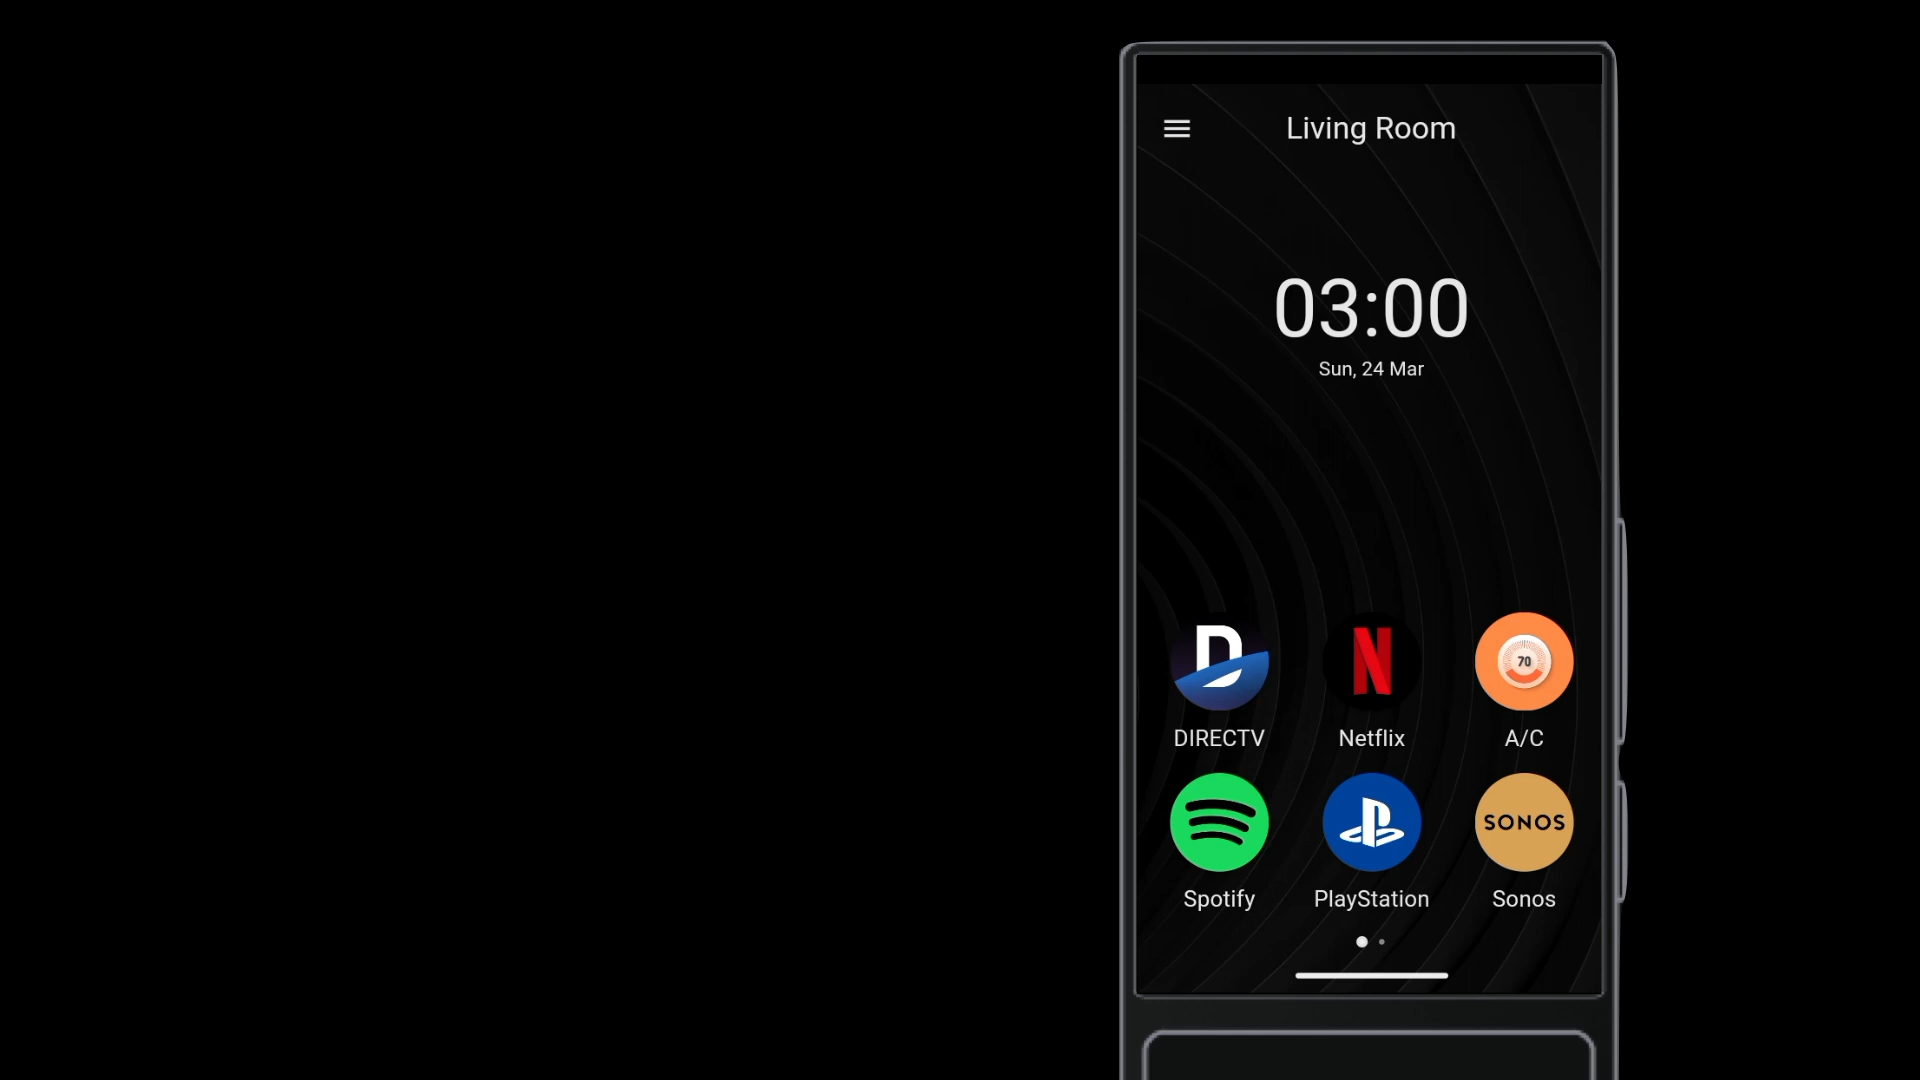 Living Room
03:00
Sun, 24 Mar
D
N
70
DIRECTV
Netflix
A/C
SONOS
Spotify
PlayStation
Sonos